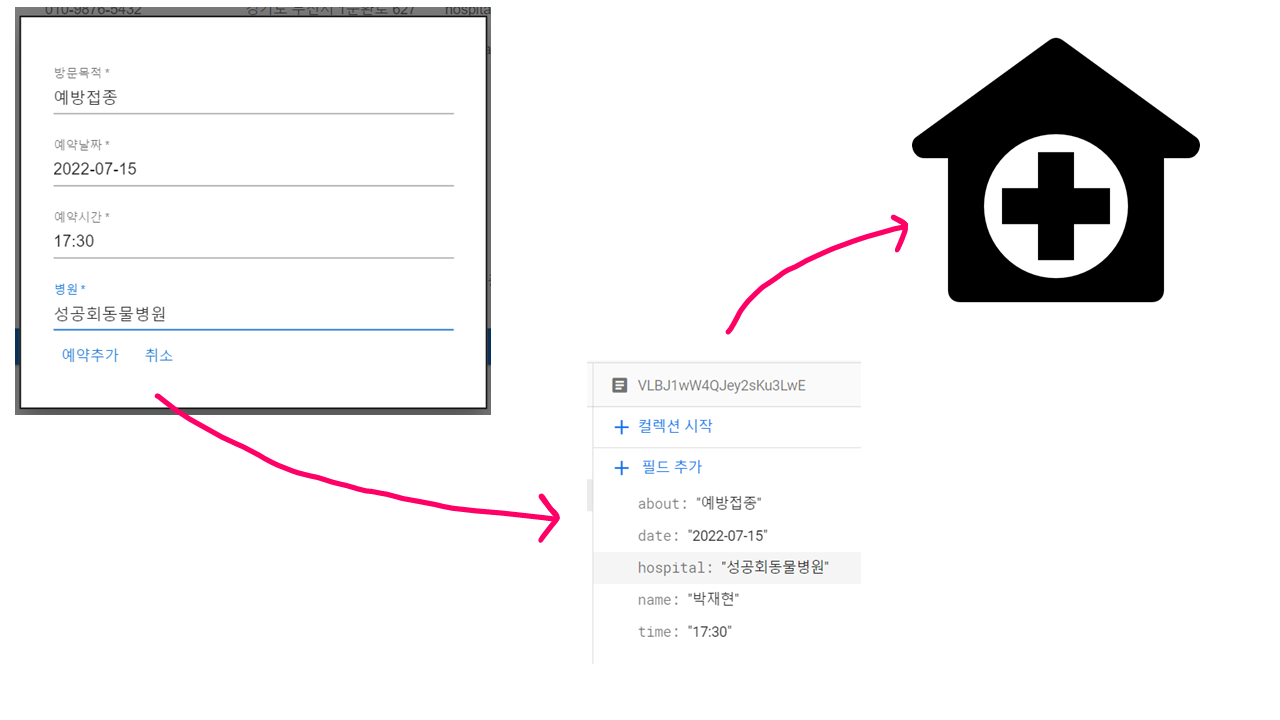 010-9876-5432
방문목적 *
예방접종
예약날짜 *
2022-07-15
예약시간 *
17:30
병원 *
성공회동물병원
예약추가 취소
VLBJ1wW4QJey2sKu3LwE
+ 컬렉션 시작
+ 필드 추가
about: "예방접종"
date: "2022-07-15"
hospital: "성공회동물병원"
name: "박재현"
time: "17:30"